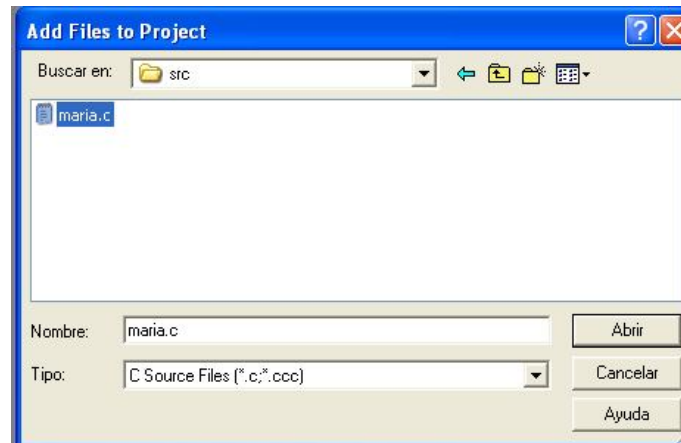 Add Files to Project
Buscar en: src
maria.c
Nombre: maria.c Abrir
Tipo: C Source Files (*.c;*.ccc) Cancelar
Ayuda